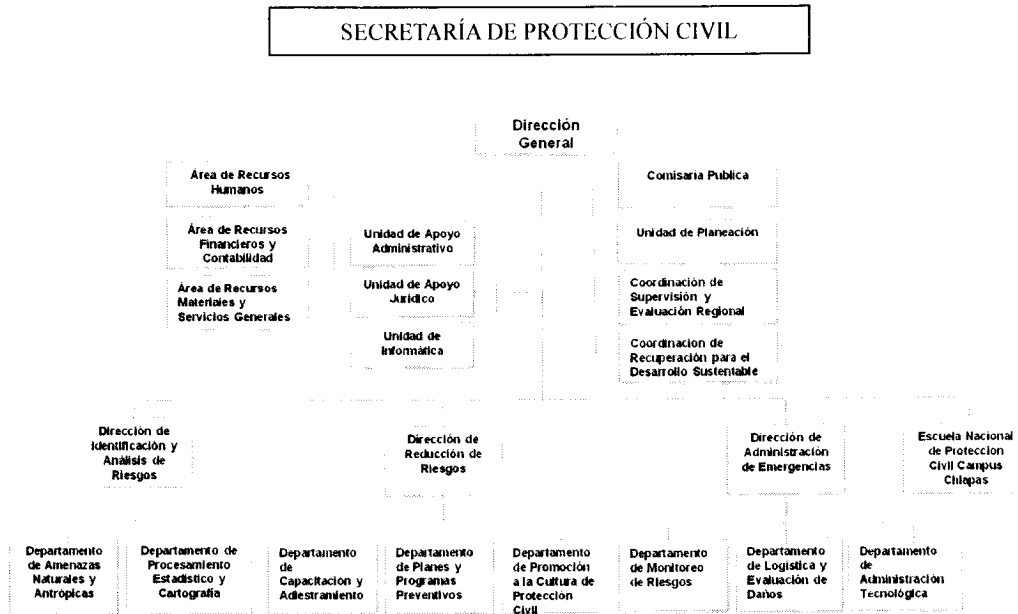 SECRETARÍA DE PROTECCIÓN CIVIL
Dirección
General
Área de Recursos
Humanos
Comisaria Publica
Área de Recursos
Financieros y
Contabilidad
Unidad de Apoyo
Administrativo
Unidad de Planeación
Área de Recursos
Materiales y
Servicios Generales
Unidad de Apoyo
Jurídico
Coordinación de
Supervisión y
Evaluación Regional
Unidad de
Informática
Coordinacion de
Recuperación para el
Desarrollo Sustentable
Dirección de
Identificación y
Análisis de
Riesgos
Dirección de
Reducción de
Riesgos
Dirección de
Administración
de Emergencias
Escuela Nacional
de Proteccion
Civil Campus
Chiapas
Departamento
de Amenazas
Naturales y
Antrópicas
Departamento de
Procesamiento
Estadístico y
Cartografía
Departamento
de
Capacitacion y
Adiestramiento
Departamento
de Planes y
Programas
Preventivos
Departamento
de Promoción
a la Cultura de
Protección
Civil
Departamento
de Monitoreo
de Riesgos
Departamento
de Logística y
Evaluación de
Daños
Departamento
de
Administración
Tecnológica